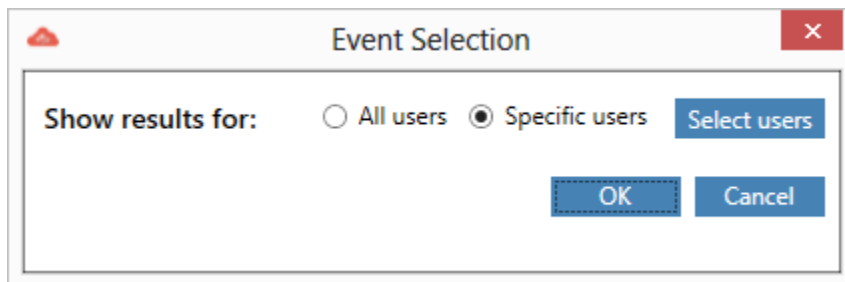 Event Selection
Show results for: All users Specific users Select users
OK Cancel